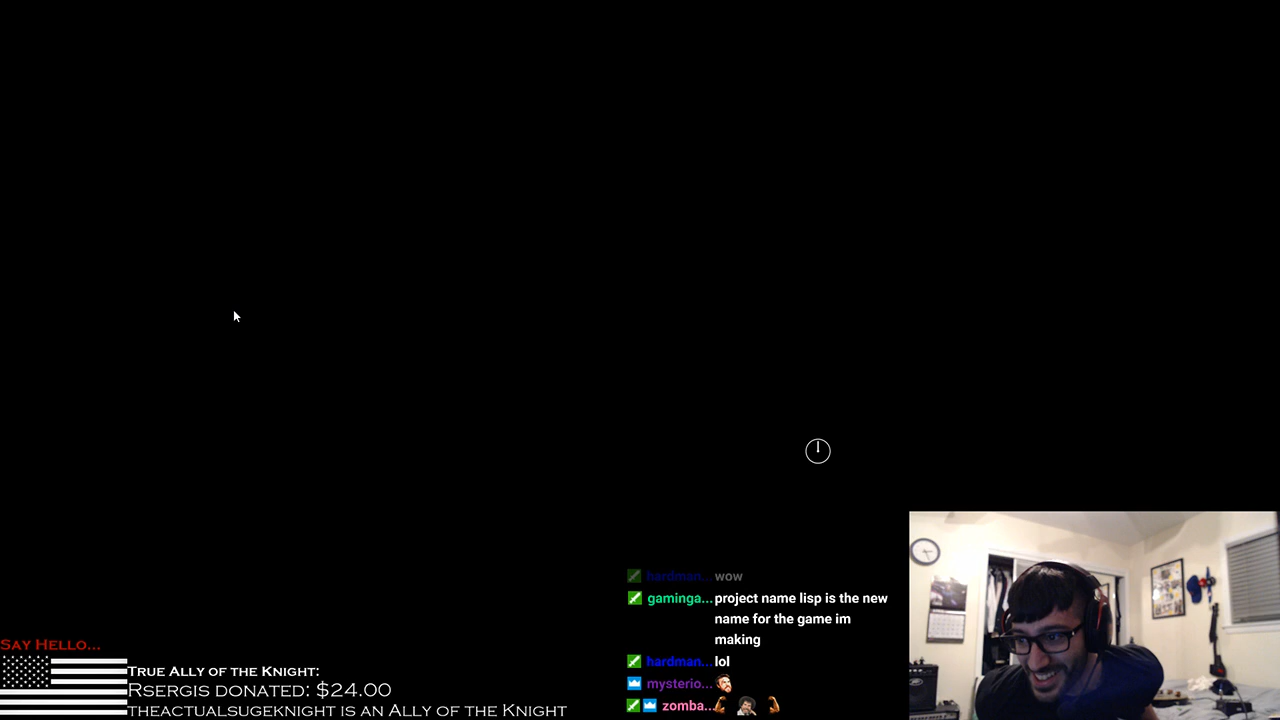 hardman... wow
gaminga... project name lisp is the new
name for the game im
making
hardman... lol
mysterio...
zomba...
SAY HELLO...
TRUE ALLY OF THE KNIGHT:
RSERGIS DONATED: $24.00
THEACTUALSUGEKNIGHT IS AN ALLY OF THE KNIGHT